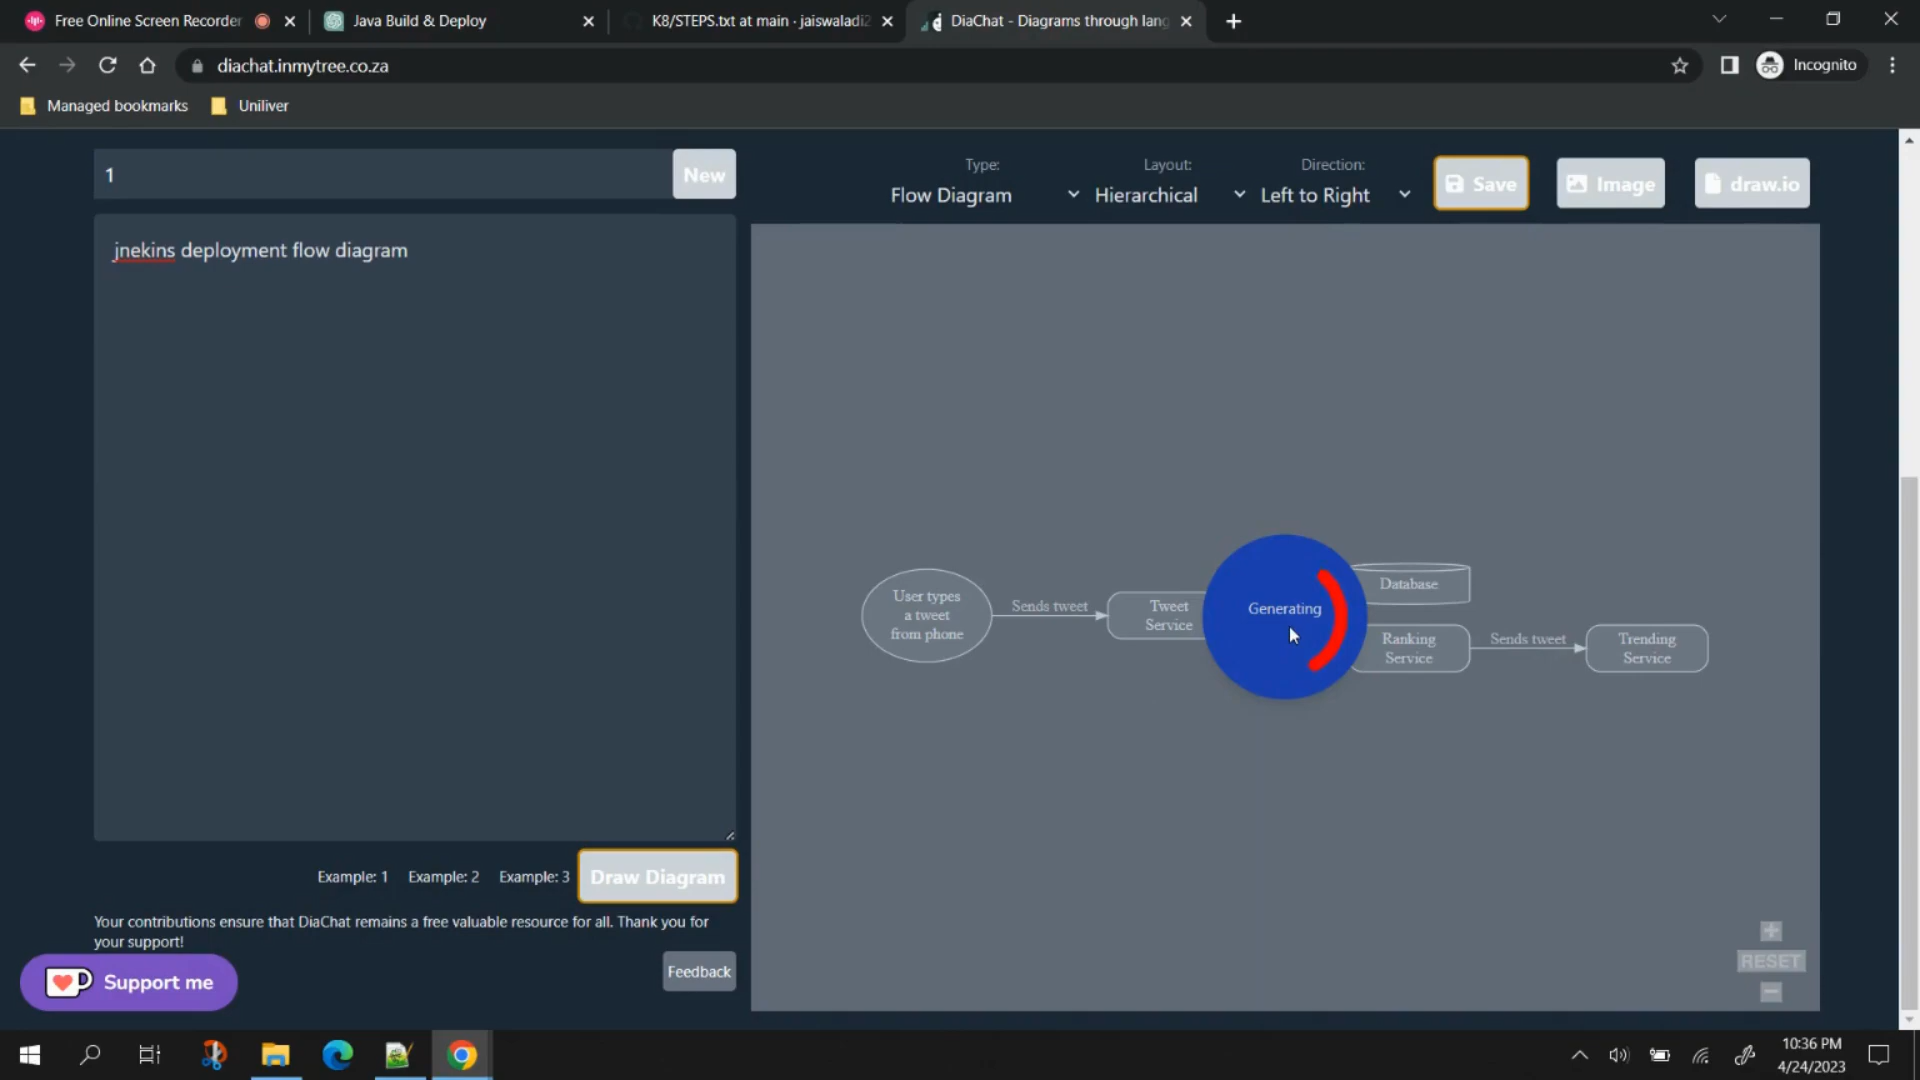 Free Online Screen Recorder
Java Build & Deploy
K8/STEPS.txt at main · jaiswaladi2
DiaChat - Diagrams through lang
diachat.inmytree.co.za
Incognito
Managed bookmarks
Uniliver
1
New
Type:
Flow Diagram
Layout:
Hierarchical
Direction:
Left to Right
Save
Image
draw.io
jnekins deployment flow diagram
User types
a tweet
from phone
Sends tweet
Tweet
Service
Generating
Database
Ranking
Service
Sends tweet
Trending
Service
Example: 1
Example: 2
Example: 3
Draw Diagram
Your contributions ensure that DiaChat remains a free valuable resource for all. Thank you for
your support!
Support me
Feedback
RESET
10:36 PM
4/24/2023